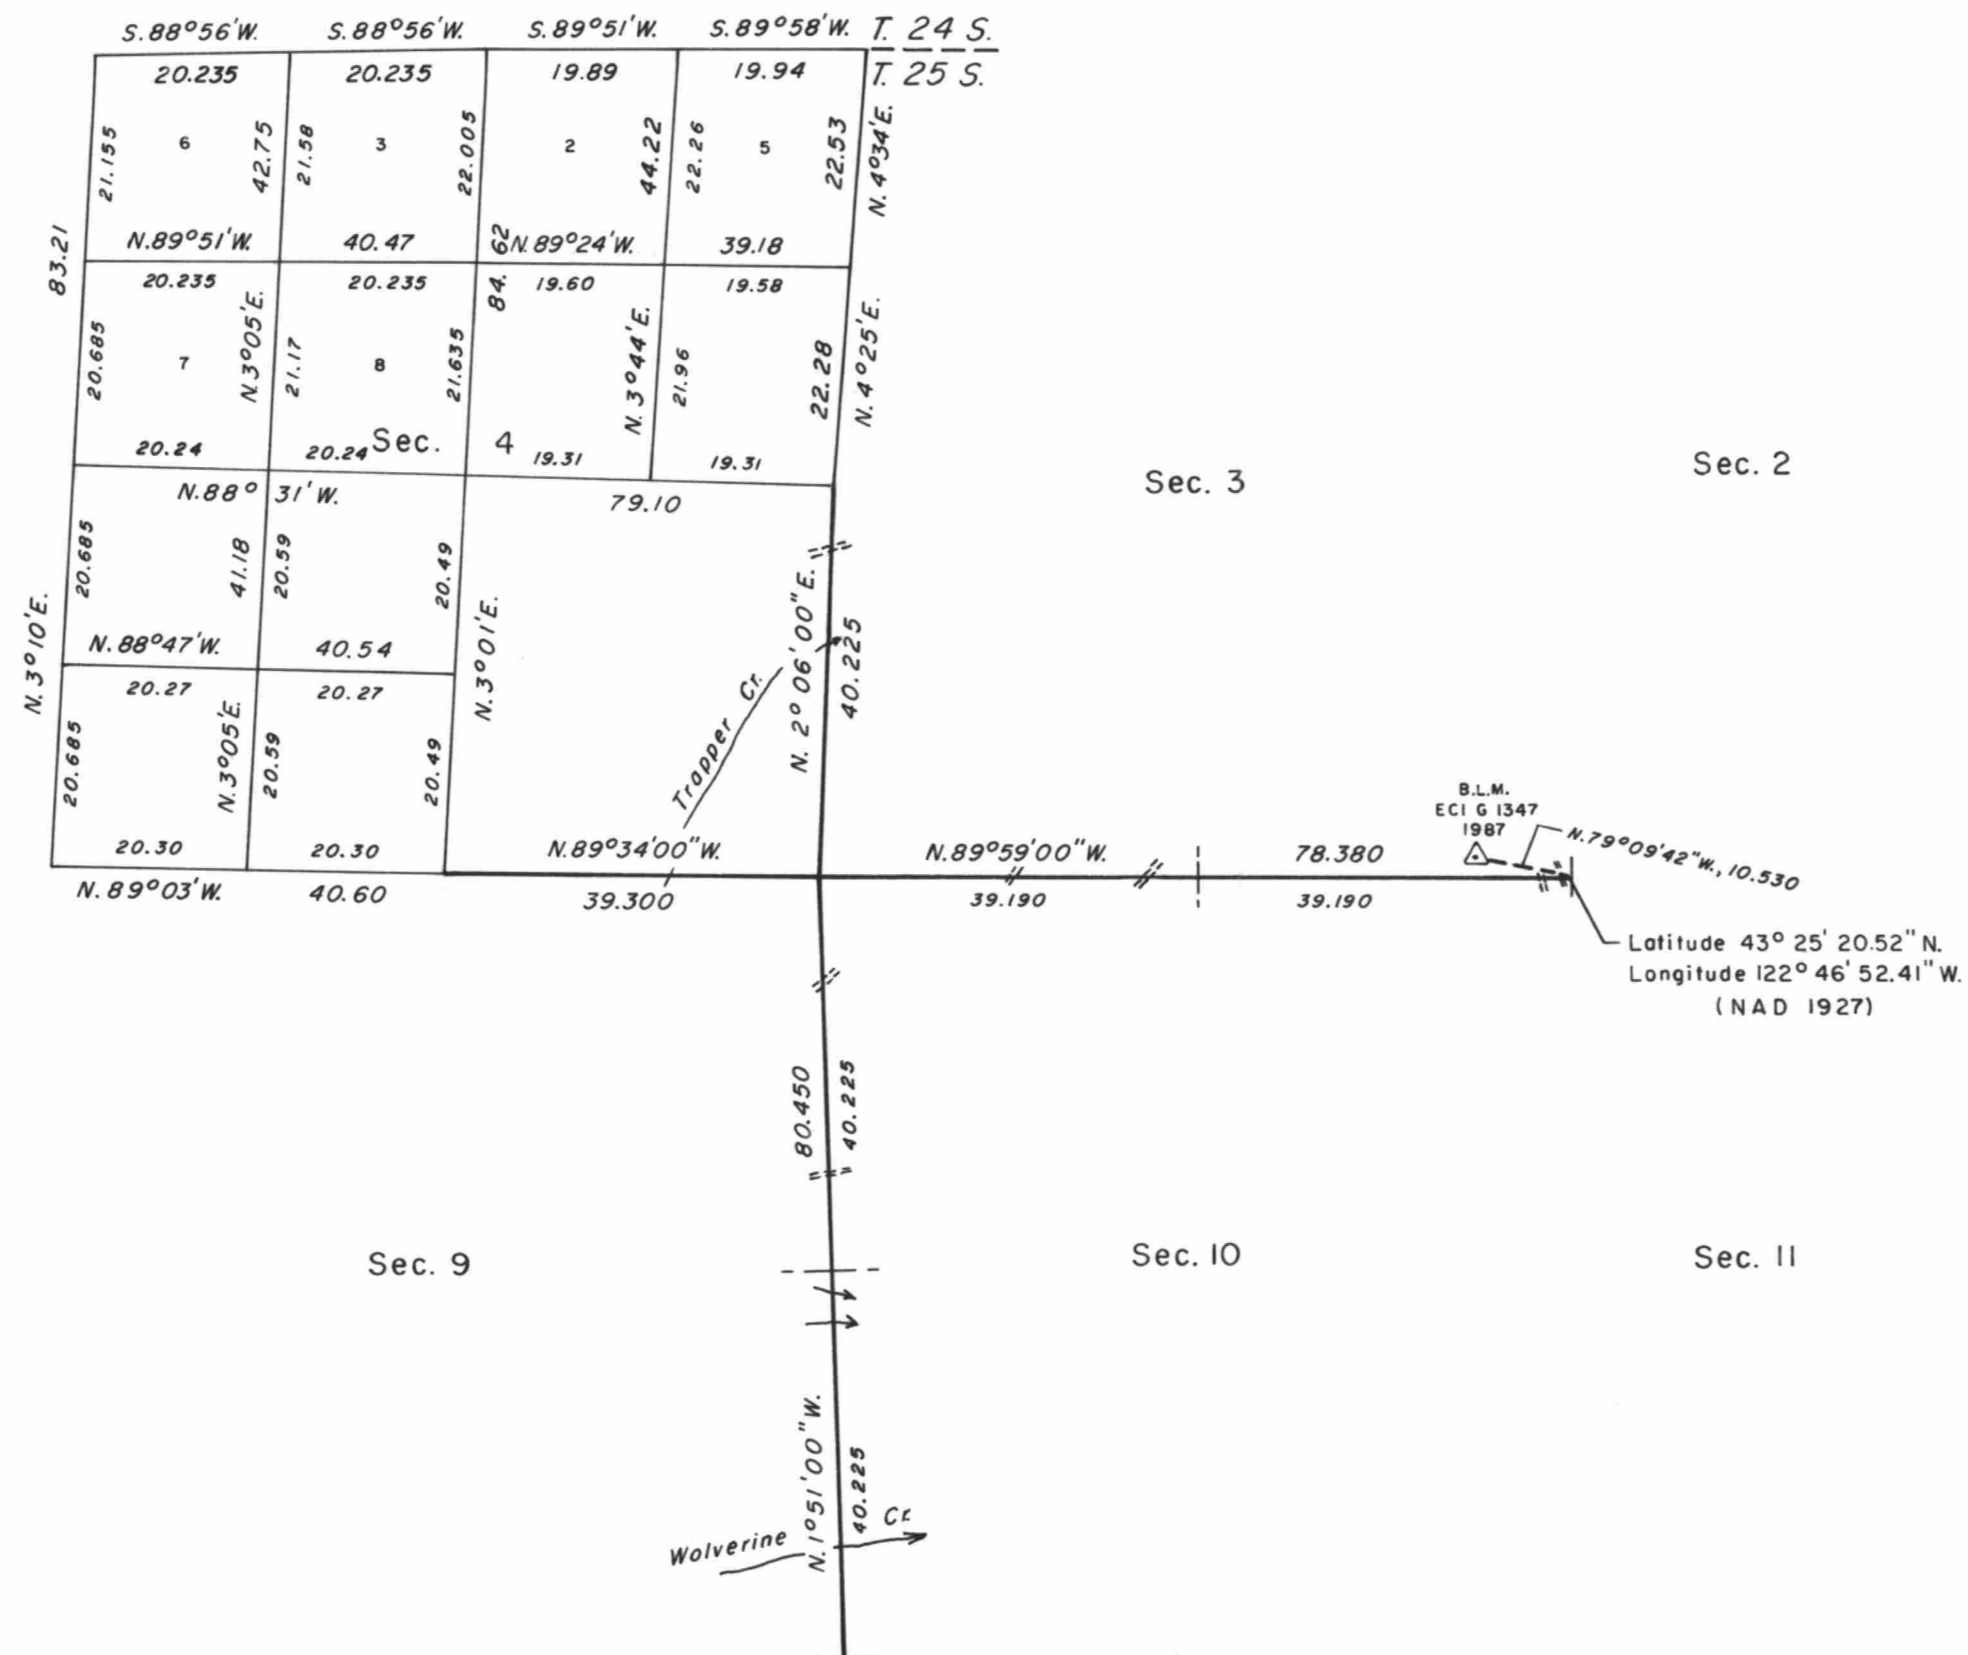 S.88°56'W. S.88°56'W. S.89°51'W. S.89°58'W. T. 24 S.
20.235 20.235 19.89 19.94 T. 25 S.
21.155 6 42.75 21.58 3 22.005 2 44.22 22.26 5 22.53 N.4°34'E.
N.89°51'W. 40.47 N.89°24'W. 39.18
83.21 84.62
20.235 20.235 19.60 19.58
20.685 7 N.3°05'E. 21.17 8 21.635 N.3°44'E. 21.96 22.28 N.4°25'E.
20.24 20.24 Sec. 4 19.31 19.31
Sec. 3 Sec. 2
N.88°31'W. 79.10
20.685 41.18 20.59 20.49
N.3°10'E. N.3°01'E. N.2°06'00"E. 40.225
N.88°47'W. 40.54
20.27 20.27
20.685 N.3°05'E. 20.59 20.49
Trapper Cr.
20.30 20.30 N.89°34'00"W. N.89°59'00"W. 78.380
B.L.M.
ECI G 1347
1987
N.79°09'42"W., 10.530
N.89°03'W. 40.60 39.300 39.190 39.190
Latitude 43° 25' 20.52" N.
Longitude 122° 46' 52.41" W.
(NAD 1927)
80.450 40.225
Sec. 9 Sec. 10 Sec. 11
N.1°51'00"W. 40.225
Wolverine Cr.